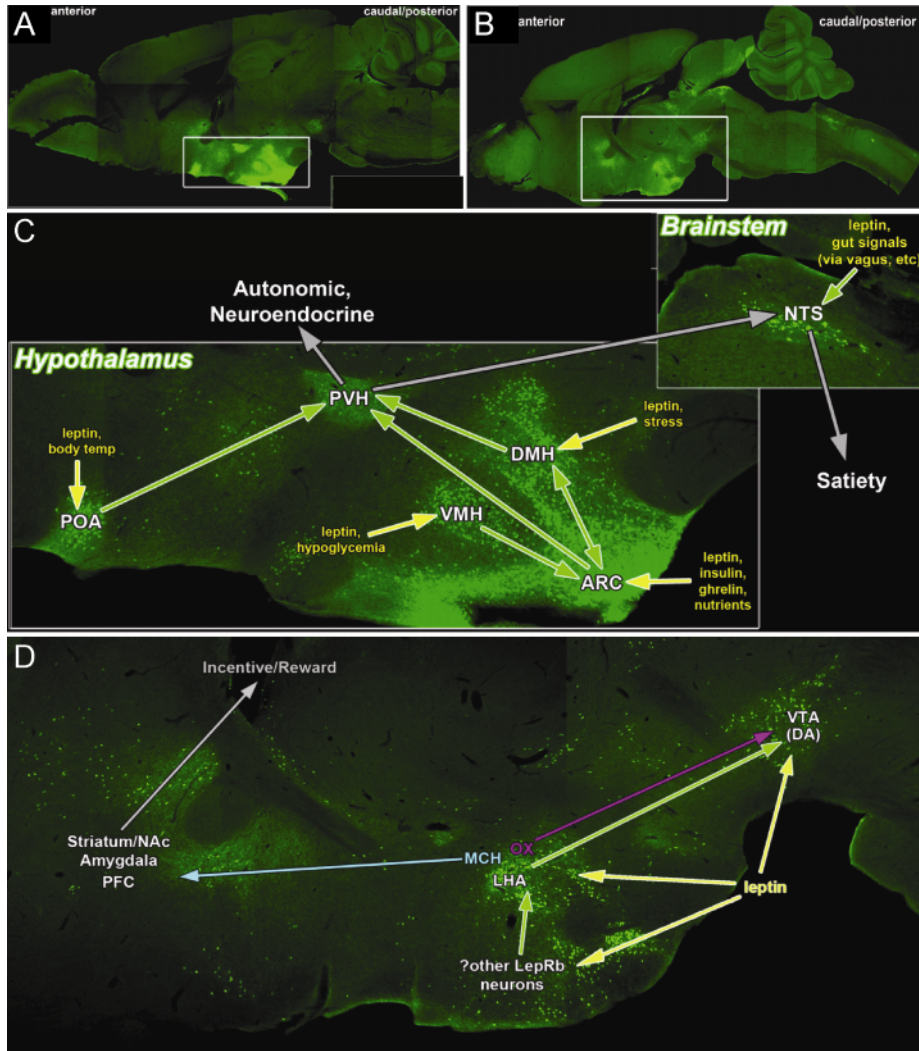 A
anterior
caudal/posterior
B
anterior
caudal/posterior
C
Brainstem
leptin,
gut signals
(via vagus, etc)
NTS
Autonomic,
Neuroendocrine
Hypothalamus
PVH
leptin,
stress
leptin,
body temp
DMH
Satiety
POA
VMH
leptin,
hypoglycemia
ARC
leptin,
insulin,
ghrelin,
nutrients
D
Incentive/Reward
VTA
(DA)
Striatum/NAc
Amygdala
PFC
OX
MCH
LHA
leptin
?other LepRb
neurons